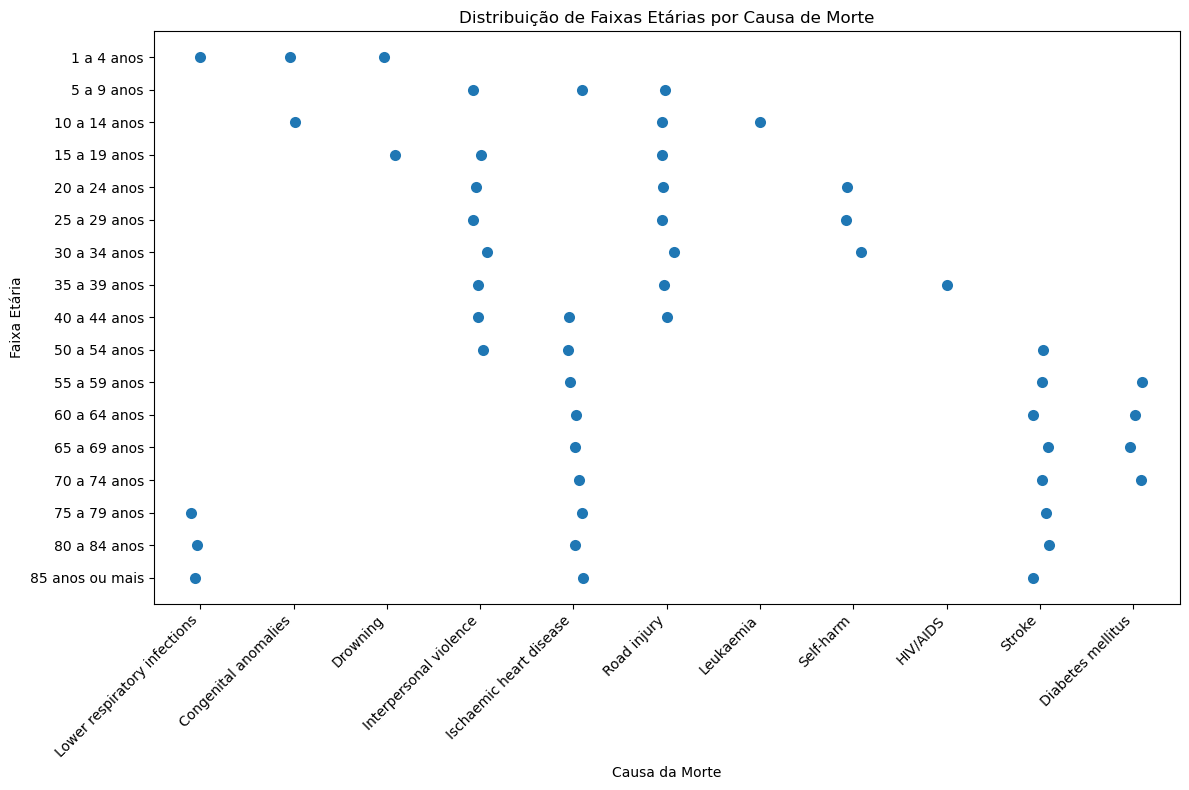 Distribuição de Faixas Etárias por Causa de Morte
Faixa Etária
1 a 4 anos
5 a 9 anos
10 a 14 anos
15 a 19 anos
20 a 24 anos
25 a 29 anos
30 a 34 anos
35 a 39 anos
40 a 44 anos
50 a 54 anos
55 a 59 anos
60 a 64 anos
65 a 69 anos
70 a 74 anos
75 a 79 anos
80 a 84 anos
85 anos ou mais
Lower respiratory infections
Congenital anomalies
Drowning
Interpersonal violence
Ischaemic heart disease
Road injury
Leukaemia
Self-harm
HIV/AIDS
Stroke
Diabetes mellitus
Causa da Morte